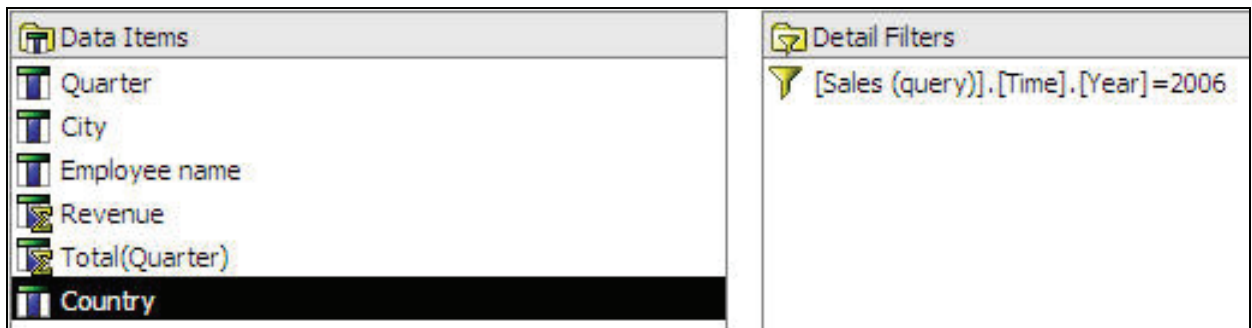 Data Items
Quarter
City
Employee name
Revenue
Total(Quarter)
Country
Detail Filters
[Sales (query)].[Time].[Year]=2006